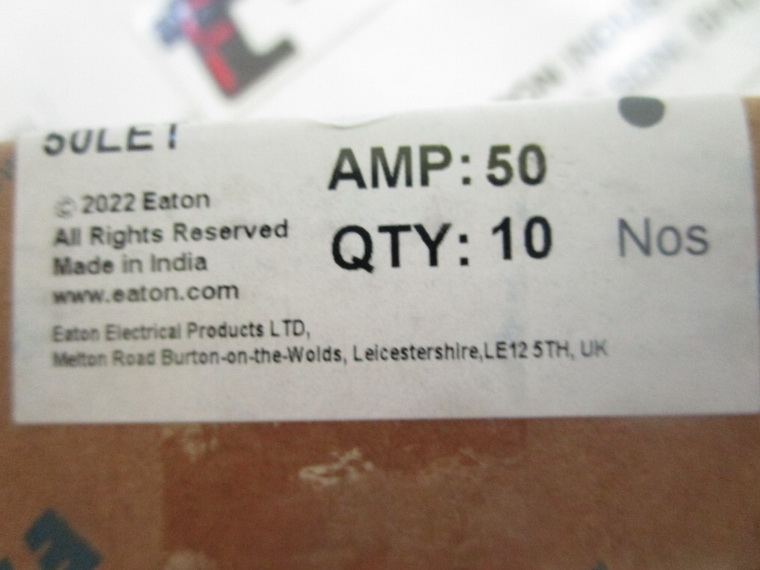 50LET
AMP: 50
© 2022 Eaton
All Rights Reserved
QTY: 10 Nos
Made in India
www.eaton.com
Eaton Electrical Products LTD,
Melton Road Burton-on-the-Wolds, Leicestershire,LE12 5TH, UK